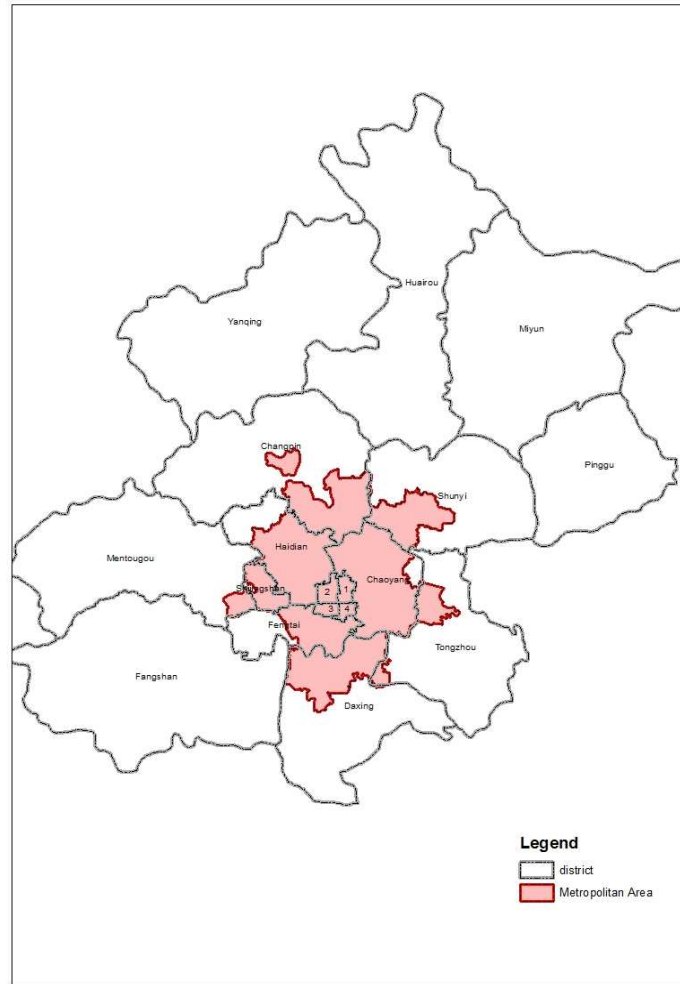 Huairou
Yanqing
Miyun
Pinggu
Changpin
Shunyi
Haidian
Mentougou
Chaoyang
Shijingshan
2
1
3
4
Fengtai
Tongzhou
Fangshan
Daxing
Legend
district
Metropolitan Area